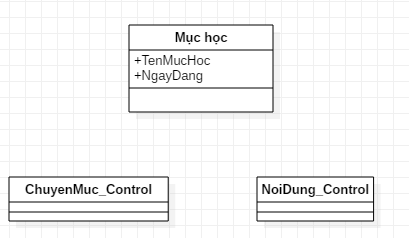 Mục học
+TenMucHoc
+NgayDang
ChuyenMuc_Control
NoiDung_Control